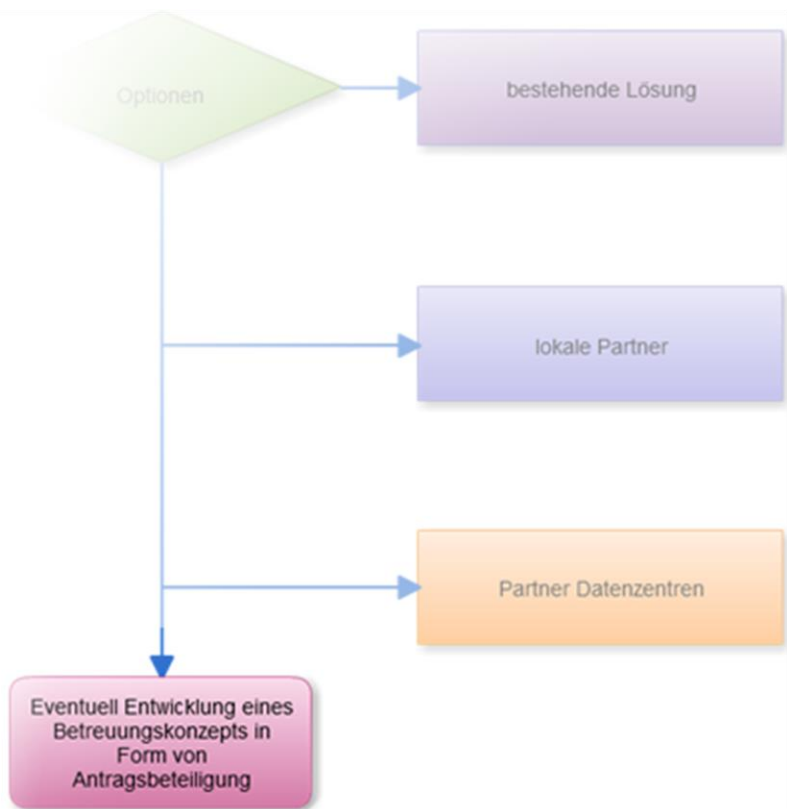 Optionen
bestehende Lösung
lokale Partner
Partner Datenzentren
Eventuell Entwicklung eines
Betreuungskonzepts in
Form von
Antragsbeteiligung